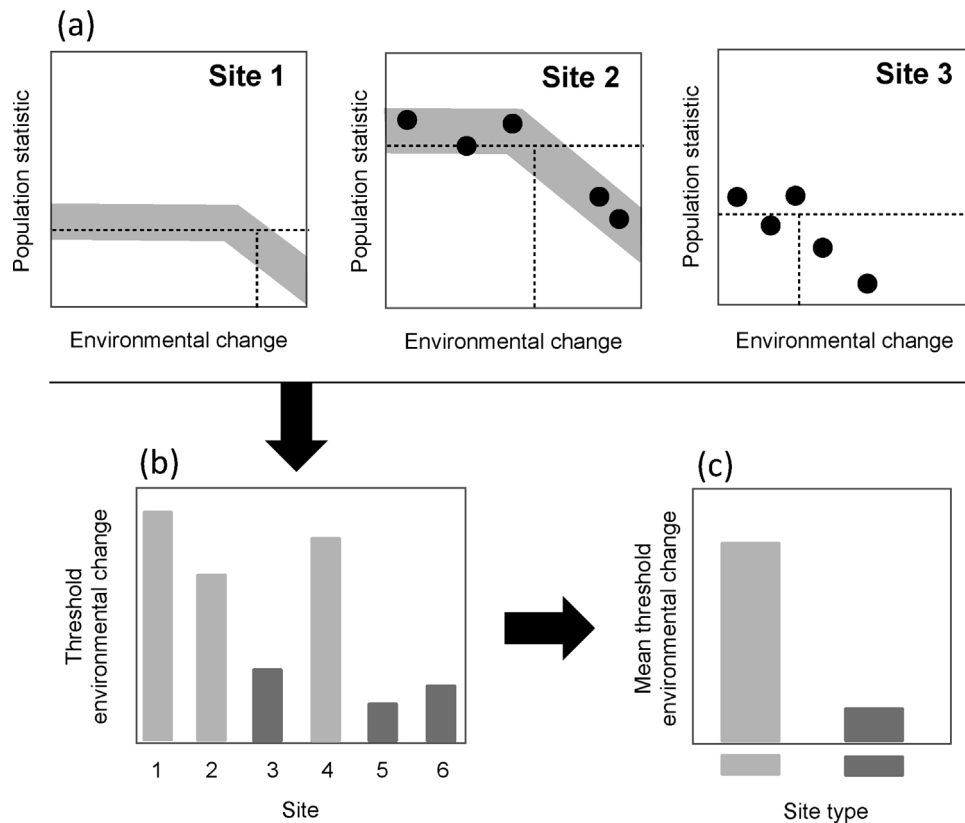 (a)
Site 1
Site 2
Site 3
Population statistic
Population statistic
Population statistic
Environmental change
Environmental change
Environmental change
(b)
(c)
Threshold
environmental change
Mean threshold
environmental change
1 2 3 4 5 6
Site
Site type